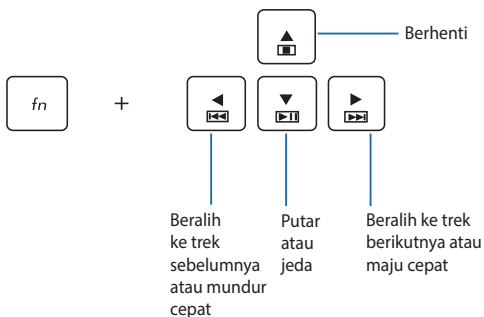 Berhenti
fn
+
Beralih
ke trek
sebelumnya
atau mundur
cepat
Putar
atau
jeda
Beralih ke trek
berikutnya atau
maju cepat